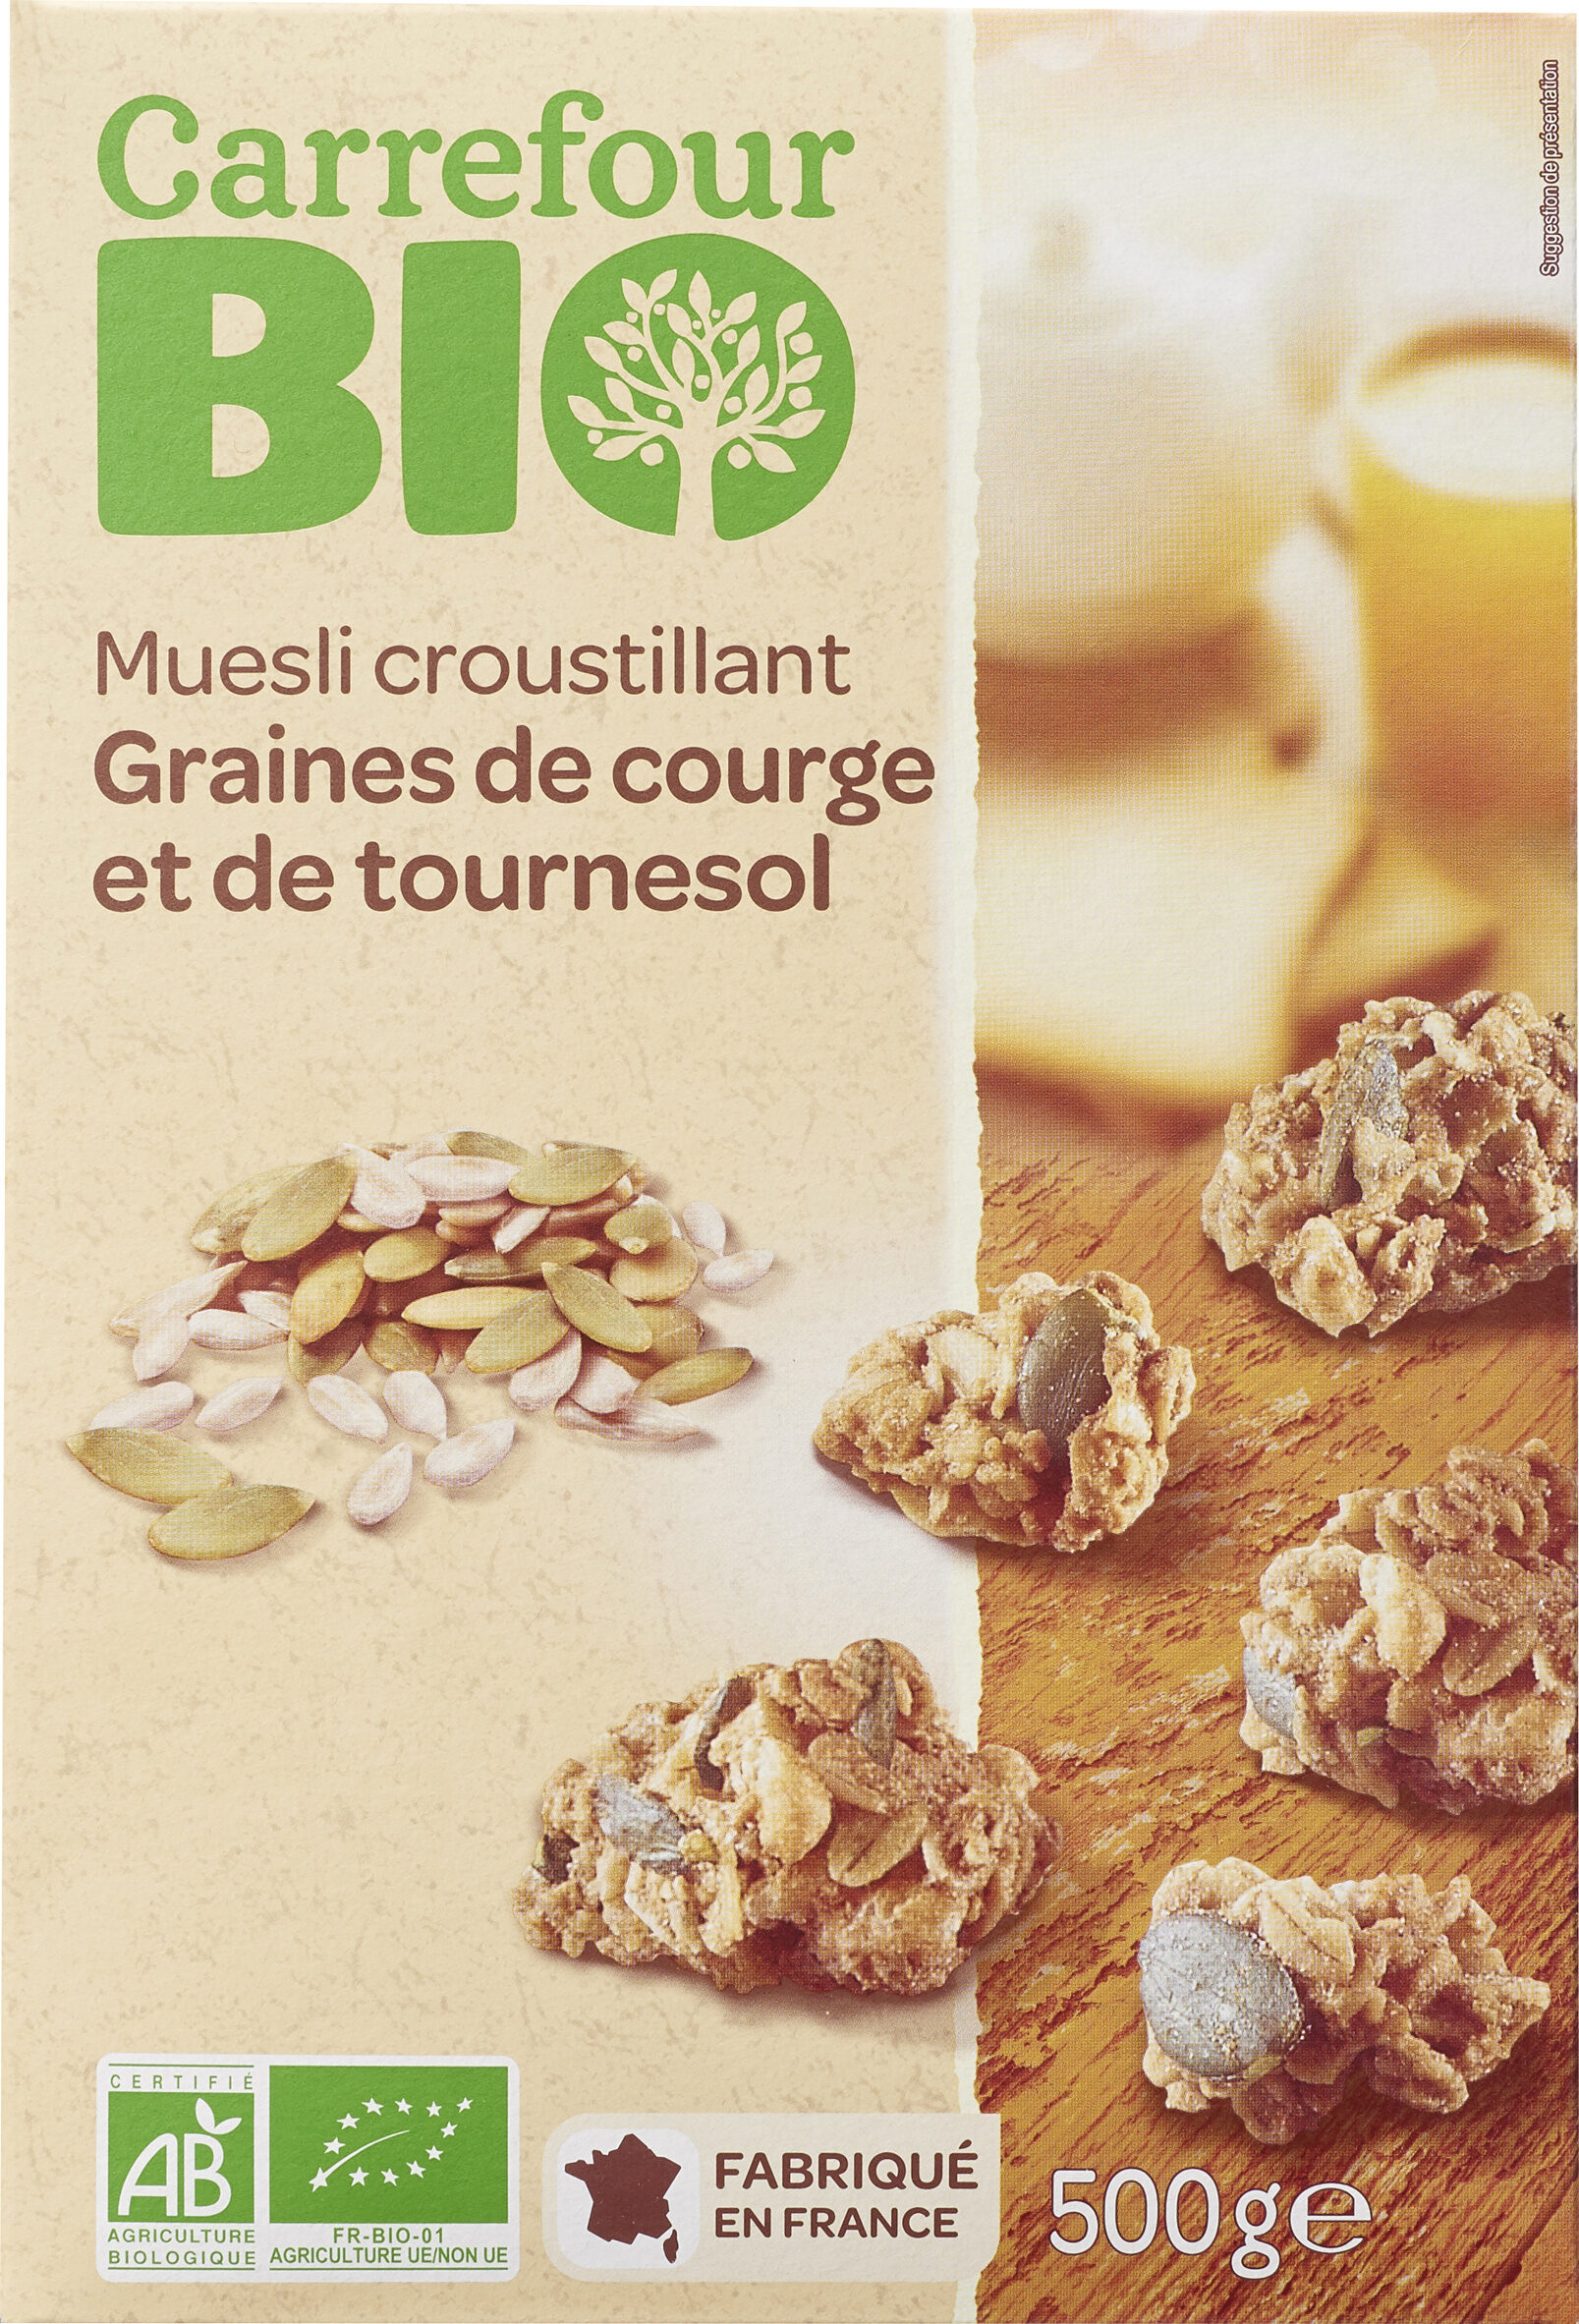 Suggestion de présentation
Carrefour
BIO
Muesli croustillant
Graines de courge
et de tournesol
CERTIFIÉ
AB
AGRICULTURE
BIOLOGIQUE
FR-BIO-01
AGRICULTURE UE/NON UE
FABRIQUÉ
EN FRANCE
500g℮